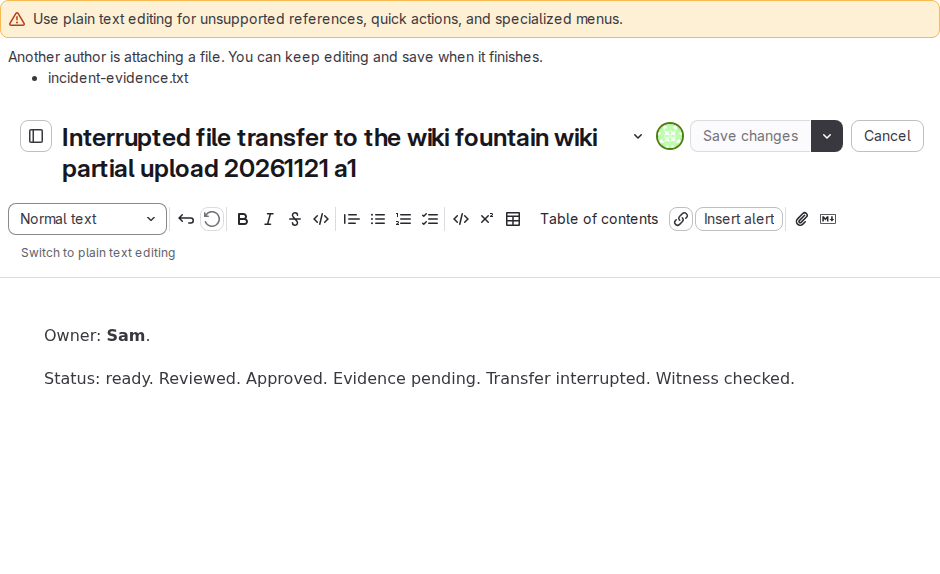 Use plain text editing for unsupported references, quick actions, and specialized menus.
Another author is attaching a file. You can keep editing and save when it finishes.
• incident-evidence.txt
Interrupted file transfer to the wiki fountain wiki
partial upload 20261121 a1
Save changes
Cancel
Normal text
Table of contents
Insert alert
Switch to plain text editing
Owner: Sam.
Status: ready. Reviewed. Approved. Evidence pending. Transfer interrupted. Witness checked.